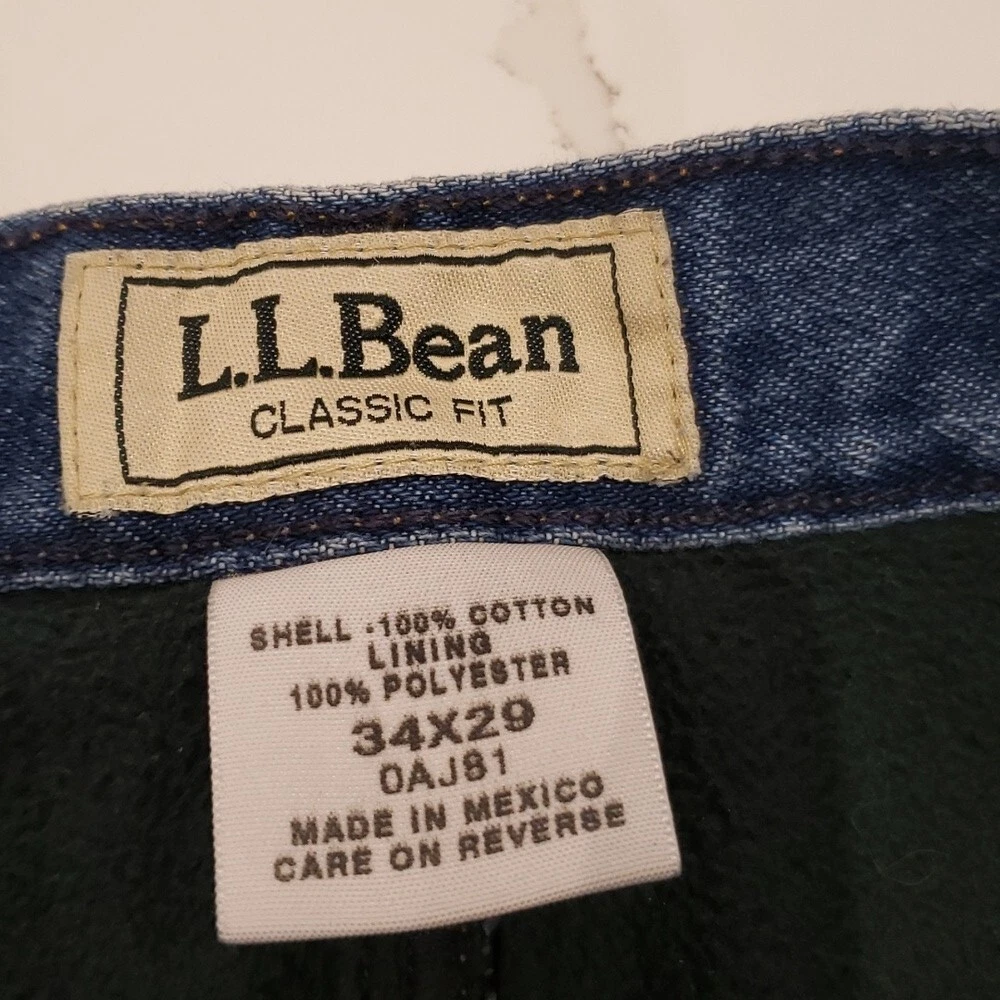 L.L.Bean
CLASSIC FIT
SHELL -100% COTTON
LINING
100% POLYESTER
34X29
0AJ81
MADE IN MEXICO
CARE ON REVERSE